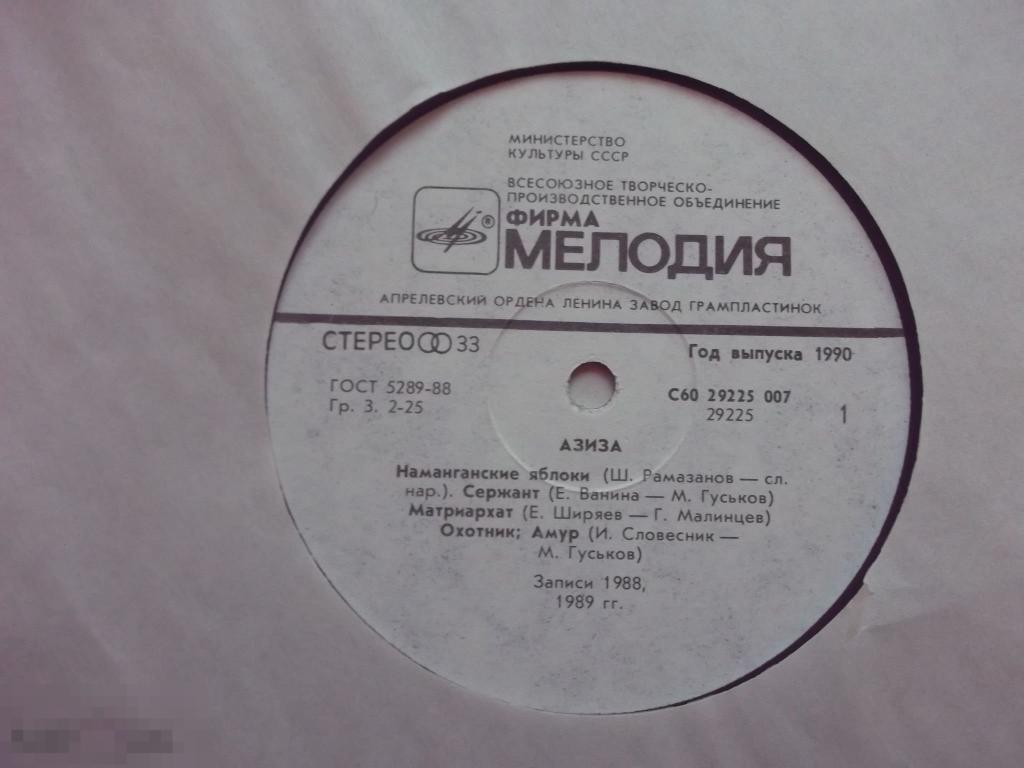 МИНИСТЕРСТВО
КУЛЬТУРЫ СССР
ВСЕСОЮЗНОЕ ТВОРЧЕСКО-
ПРОИЗВОДСТВЕННОЕ ОБЪЕДИНЕНИЕ
® ФИРМА
МЕЛОДИЯ
АПРЕЛЕВСКИЙ ОРДЕНА ЛЕНИНА ЗАВОД ГРАМПЛАСТИНОК
СТЕРЕО 33
Год выпуска 1990
ГОСТ 5289-88
Гр. 3. 2-25
С60 29225 007
29225
1
АЗИЗА
Наманганские яблоки (Ш. Рамазанов — сл.
нар.). Сержант (Е. Ванина — М. Гуськов)
Матриархат (Е. Ширяев — Г. Малинцев)
Охотник; Амур (И. Словесник —
М. Гуськов)
Записи 1988,
1989 гг.